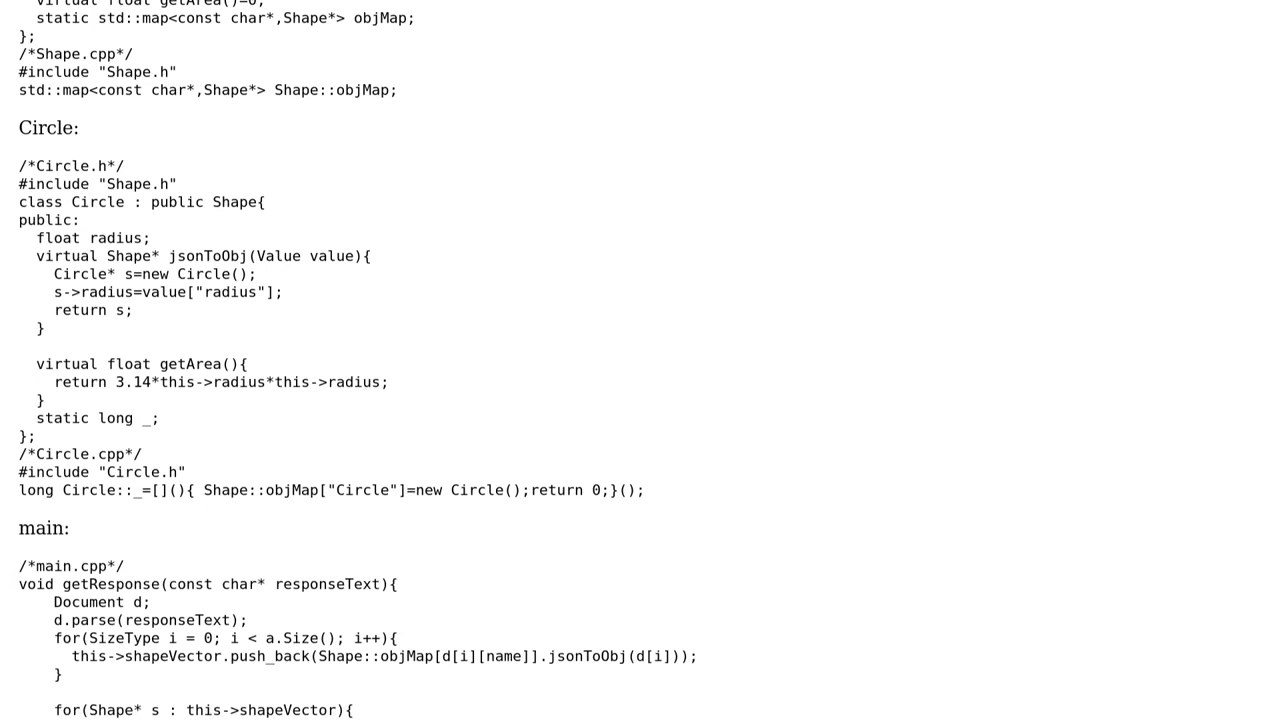 virtual float getArea()=0;
static std::map<const char*,Shape*> objMap;
};
/*Shape.cpp*/
#include "Shape.h"
std::map<const char*,Shape*> Shape::objMap;
Circle:
/*Circle.h*/
#include "Shape.h"
class Circle : public Shape{
public:
  float radius;
  virtual Shape* jsonToObj(Value value){
    Circle* s=new Circle();
    s->radius=value["radius"];
    return s;
  }
  virtual float getArea(){
    return 3.14*this->radius*this->radius;
  }
  static long _;
};
/*Circle.cpp*/
#include "Circle.h"
long Circle::_=[](){ Shape::objMap["Circle"]=new Circle();return 0;}();
main:
/*main.cpp*/
void getResponse(const char* responseText){
    Document d;
    d.parse(responseText);
    for(SizeType i = 0; i < a.Size(); i++){
      this->shapeVector.push_back(Shape::objMap[d[i][name]].jsonToObj(d[i]));
    }
    for(Shape* s : this->shapeVector){